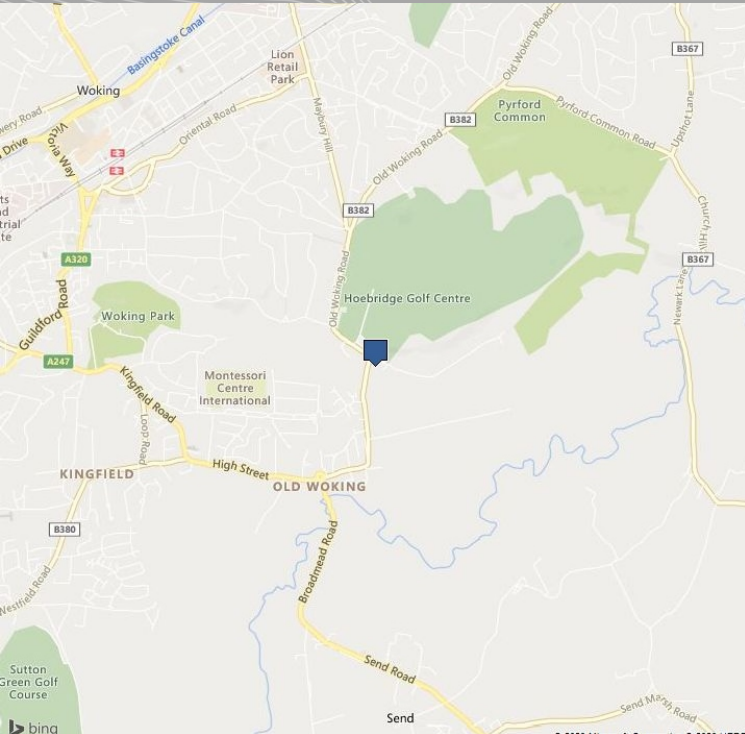 Basingstoke Canal
Old Woking Road
Lion
Retail
Park
B367
Woking
Maybury Hill
Oriental Road
Pyrford
Common
Pyrford Common Road
Upshot Lane
B382
Old Woking Road
Victoria Way
Drive
B382
Church Hill
A320
B367
Old Woking Road
Hoebridge Golf Centre
Newark Lane
Guildford Road
Woking Park
A247
Kingfield Road
Montessori
Centre
International
Loop Road
KINGFIELD
High Street
OLD WOKING
B380
Broadmead Road
Westfield Road
Send Road
Sutton
Green Golf
Course
Send
Send Marsh Road
bing